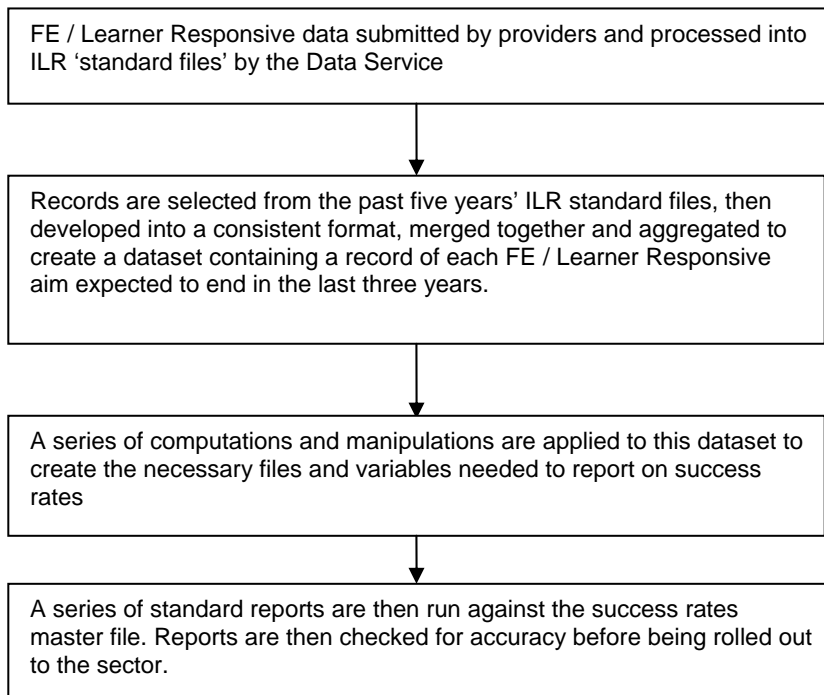 FE / Learner Responsive data submitted by providers and processed into
ILR ‘standard files’ by the Data Service
Records are selected from the past five years’ ILR standard files, then
developed into a consistent format, merged together and aggregated to
create a dataset containing a record of each FE / Learner Responsive
aim expected to end in the last three years.
A series of computations and manipulations are applied to this dataset to
create the necessary files and variables needed to report on success
rates
A series of standard reports are then run against the success rates
master file. Reports are then checked for accuracy before being rolled out
to the sector.